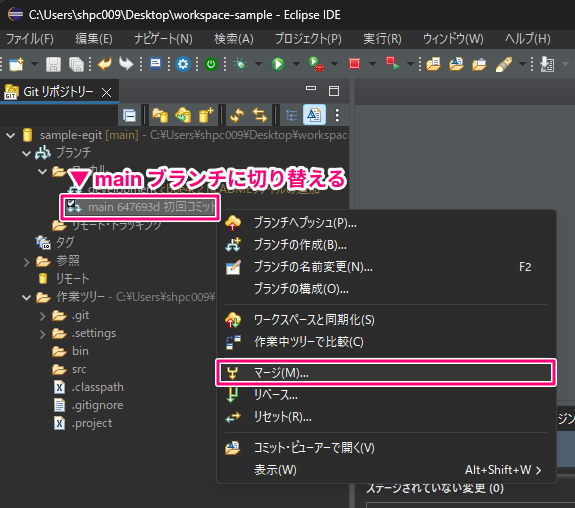 C:\Users\shpc009\Desktop\workspace-sample - Eclipse IDE
ファイル(F) 編集(E) ナビゲート(N) 検索(A) プロジェクト(P) 実行(R) ウィンドウ(W) ヘルプ(H)
Git リポジトリー
sample-egit [main] - C:¥Users¥shpc009¥Desktop¥workspace
ブランチ
▼main ブランチに切り替える
main 647693d 初回コミット
リモート・トラッキング
タグ
参照
リモート
作業ツリー - C:¥Users¥shpc009¥
.git
.settings
bin
src
.classpath
.gitignore
.project
ブランチへプッシュ(P)...
ブランチの作成(B)...
ブランチの名前変更(N)... F2
ブランチの構成(O)...
ワークスペースと同期化(S)
作業中ツリーで比較(C)
マージ(M)...
リベース...
リセット(R)...
コミット・ビューアーで開く(V)
表示(W) Alt+Shift+W
ジン
ステージされていない変更 (0)